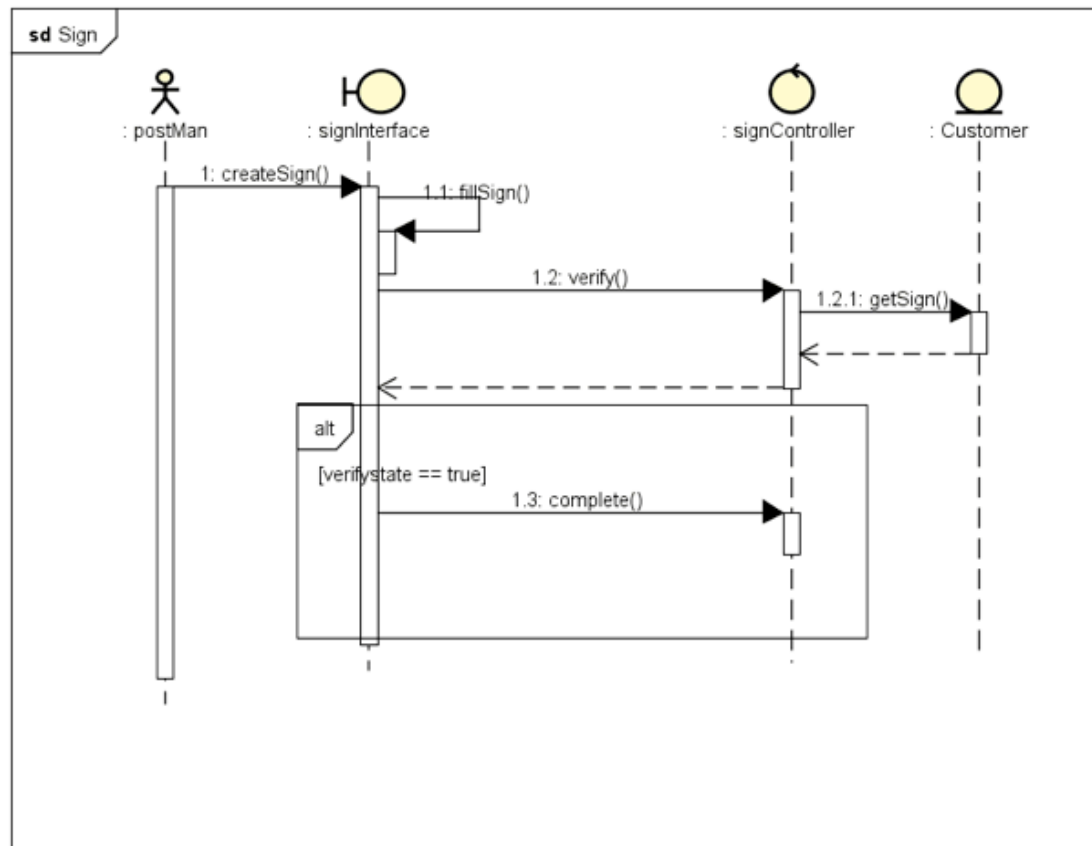 sd Sign
: postMan
: signInterface
: signController
: Customer
1: createSign()
1.1: fillSign()
1.2: verify()
1.2.1: getSign()
alt
[verifystate == true]
1.3: complete()